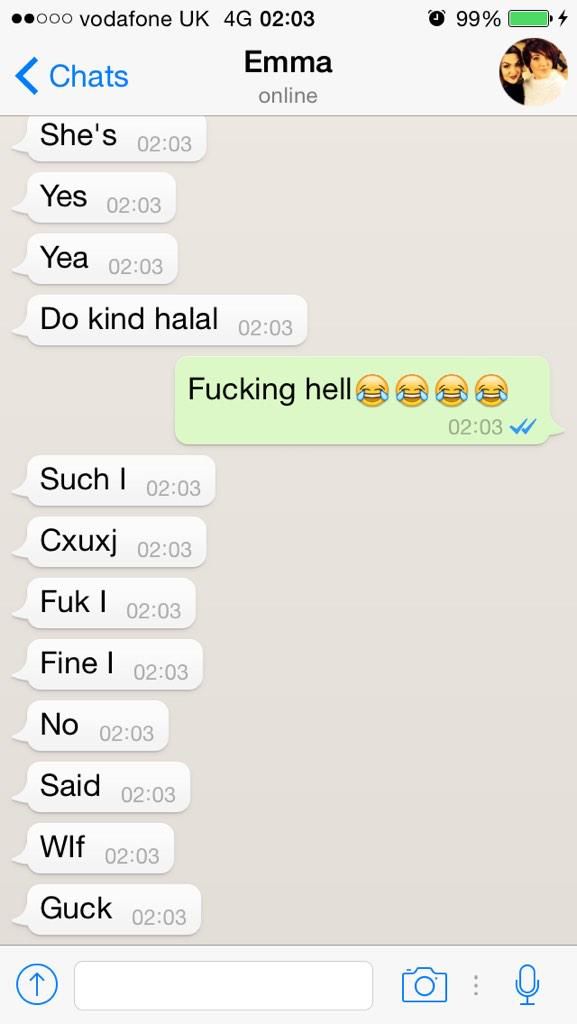 vodafone UK 4G 02:03 99%
Chats Emma
online
She's 02:03
Yes 02:03
Yea 02:03
Do kind halal 02:03
Fucking hell😂😂😂😂
02:03
Such I 02:03
Cxuxj 02:03
Fuk I 02:03
Fine I 02:03
No 02:03
Said 02:03
Wlf 02:03
Guck 02:03